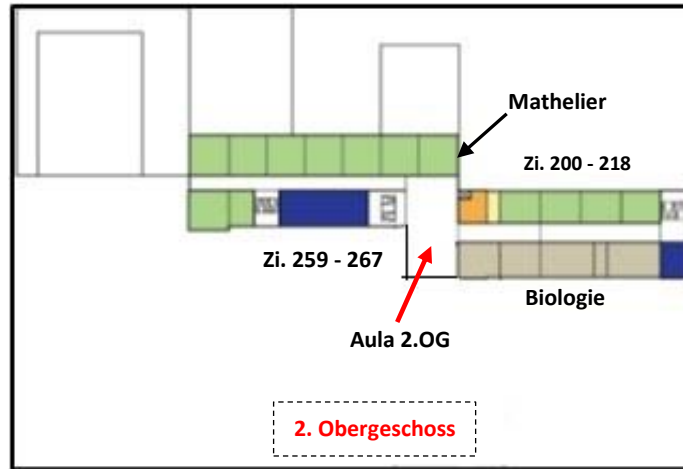 Mathelier
Zi. 200 - 218
Zi. 259 - 267
Biologie
Aula 2.OG
2. Obergeschoss